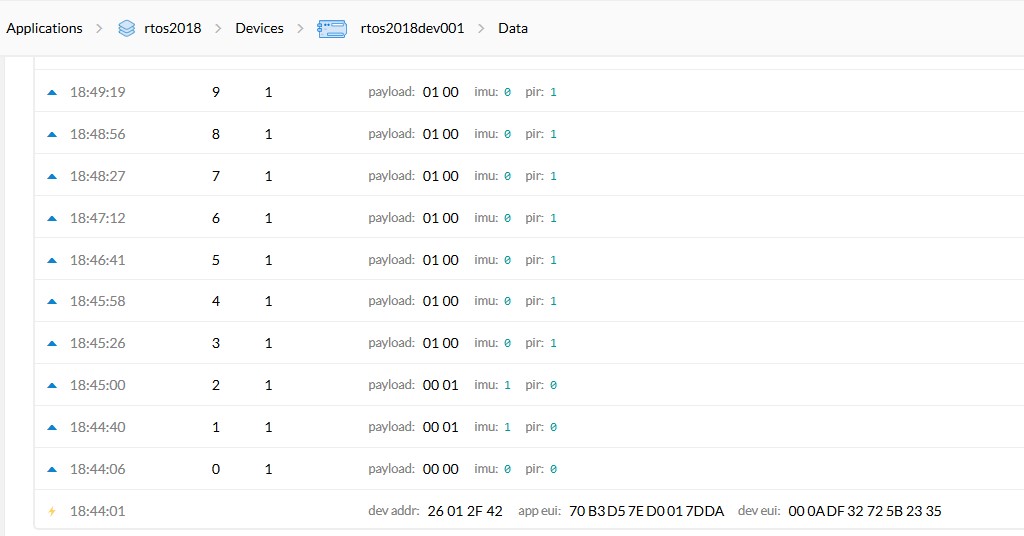 Applications > rtos2018 > Devices > rtos2018dev001 > Data
18:49:19 9 1 payload: 01 00 imu: 0 pir: 1
18:48:56 8 1 payload: 01 00 imu: 0 pir: 1
18:48:27 7 1 payload: 01 00 imu: 0 pir: 1
18:47:12 6 1 payload: 01 00 imu: 0 pir: 1
18:46:41 5 1 payload: 01 00 imu: 0 pir: 1
18:45:58 4 1 payload: 01 00 imu: 0 pir: 1
18:45:26 3 1 payload: 01 00 imu: 0 pir: 1
18:45:00 2 1 payload: 00 01 imu: 1 pir: 0
18:44:40 1 1 payload: 00 01 imu: 1 pir: 0
18:44:06 0 1 payload: 00 00 imu: 0 pir: 0
18:44:01 dev addr: 26 01 2F 42 app eui: 70 B3 D5 7E D0 01 7D DA dev eui: 00 0A DF 32 72 5B 23 35